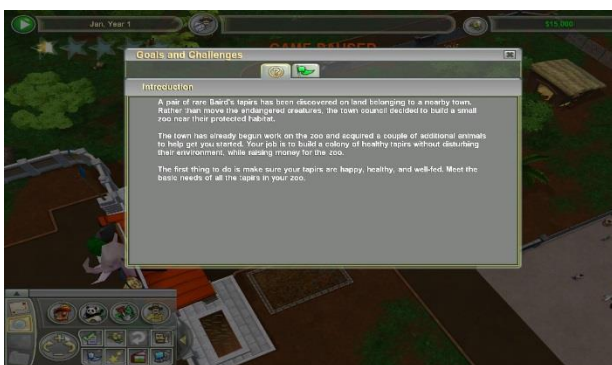 Jan, Year 1
$15,000
GAME PAUSED
Goals and Challenges
Introduction
A pair of rare Baird's tapirs has been discovered on land belonging to a nearby town.
Rather than move the endangered creatures, the town council decided to build a small
zoo near their protected habitat.
The town has already begun work on the zoo and acquired a couple of additional animals
to help get you started. Your job is to build a colony of healthy tapirs without disturbing
their environment, while raising money for the zoo.
The first thing to do is make sure your tapirs are happy, healthy, and well-fed. Meet the
basic needs of all the tapirs in your zoo.